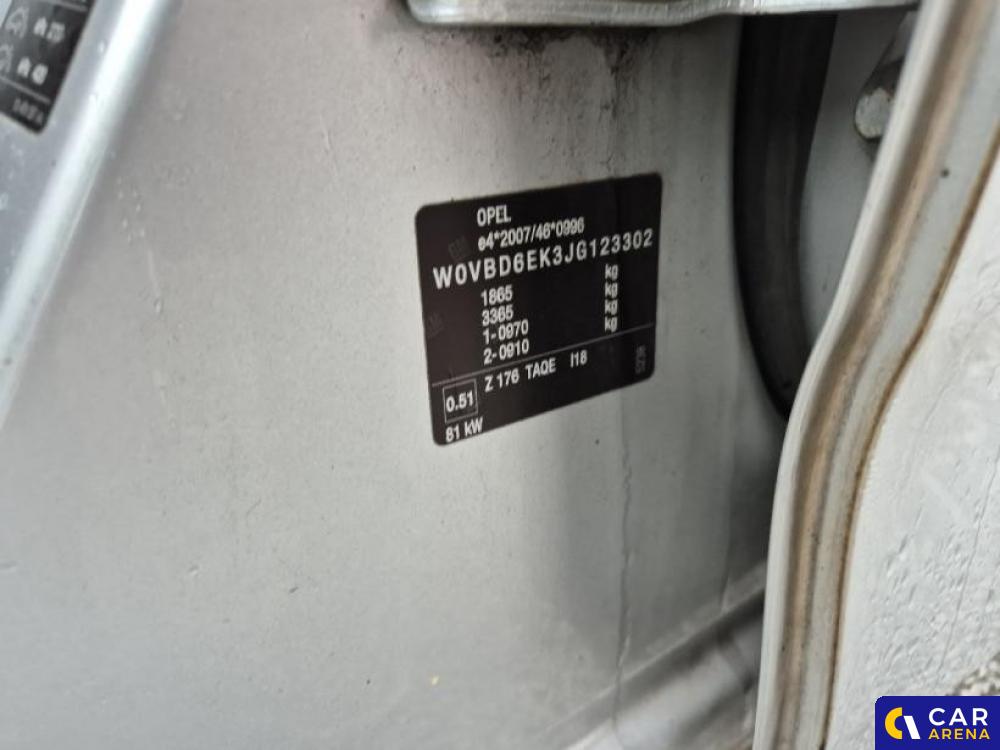 OPEL
e4*2007/46*0996
W0VBD6EK3JG123302
1865 kg
3365 kg
1-0970 kg
2-0910 kg
0.51 Z 176 TAQE I18
81 kW
CAR
ARENA